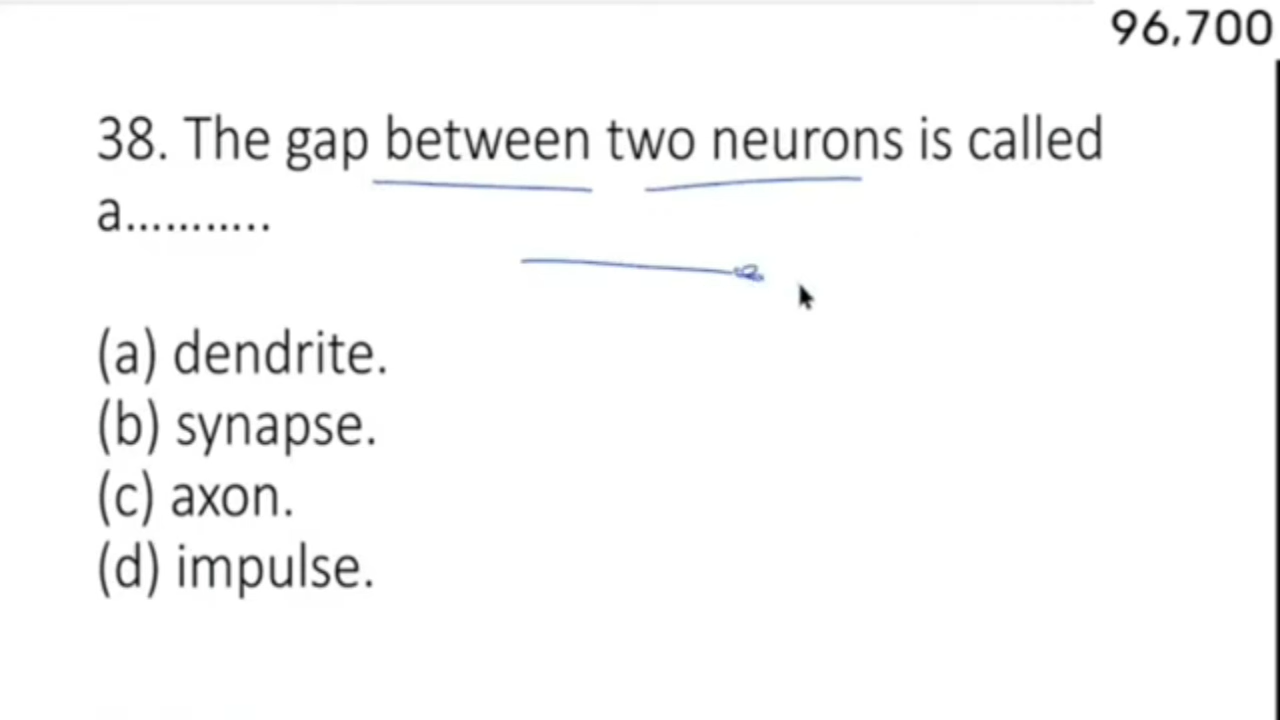 96,700
38. The gap between two neurons is called
a...........
(a) dendrite.
(b) synapse.
(c) axon.
(d) impulse.